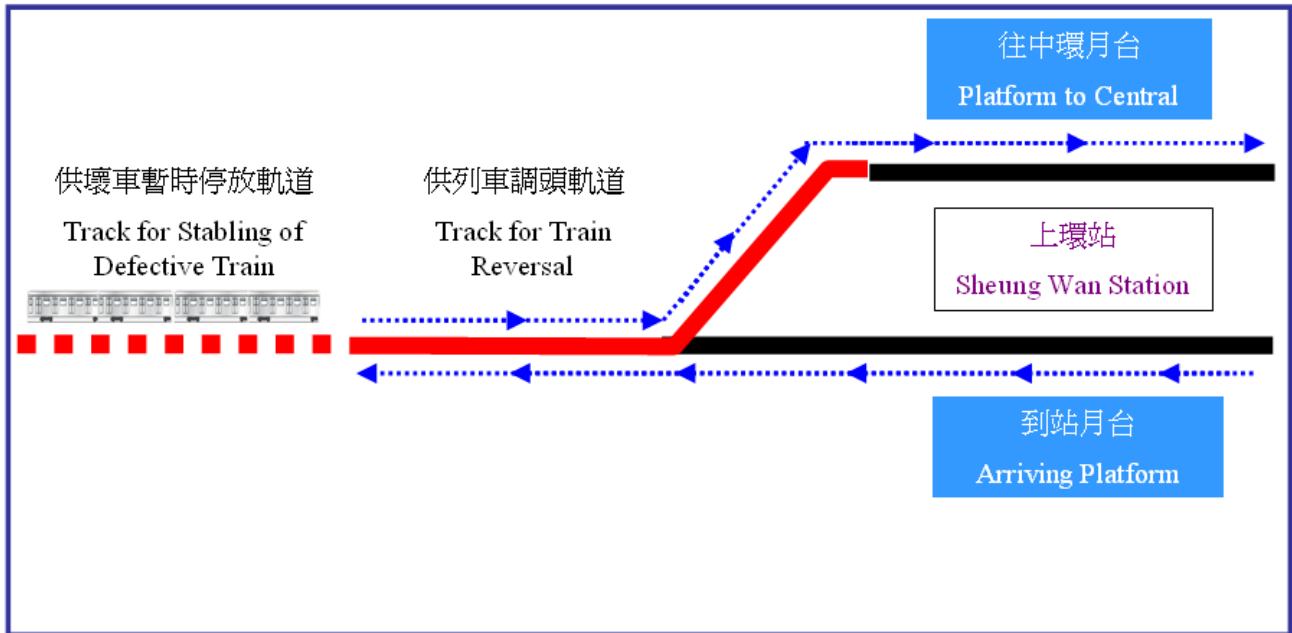 往中環月台
Platform to Central
供壞車暫時停放軌道
Track for Stabling of
Defective Train
供列車調頭軌道
Track for Train
Reversal
上環站
Sheung Wan Station
到站月台
Arriving Platform